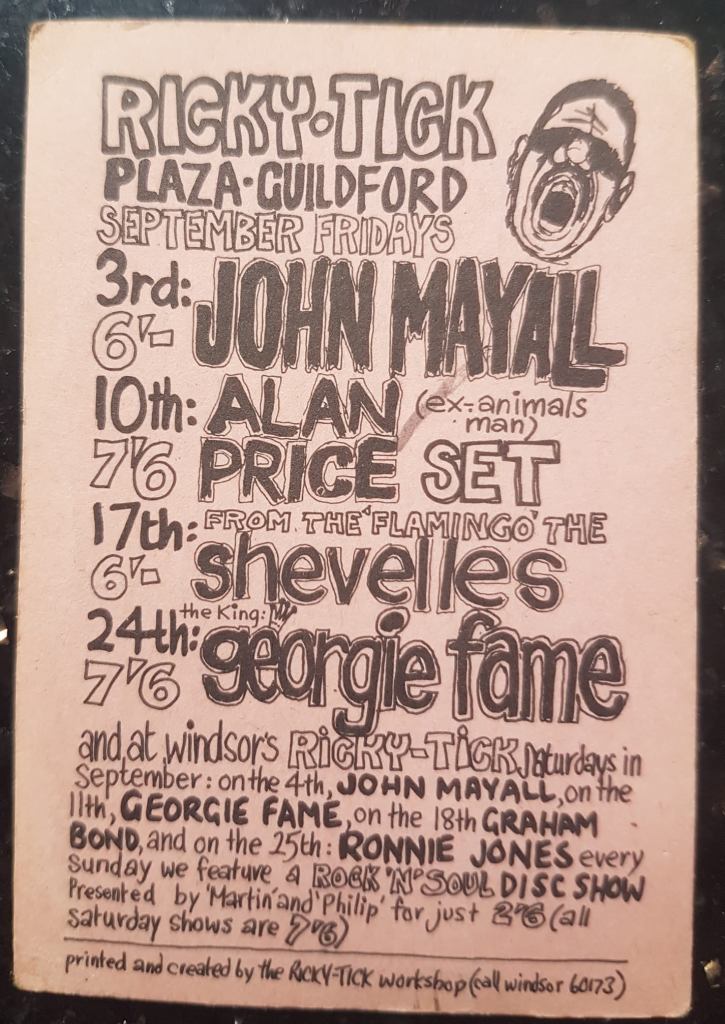 RICKY-TICK
PLAZA·GUILDFORD
SEPTEMBER FRIDAYS
3rd: JOHN MAYALL
6'-
10th: ALAN (ex-animals man)
7'6 PRICE SET
17th: FROM THE 'FLAMINGO' THE
6'- shevelles
24th: the King:
7'6 georgie fame
and, at windsor's RICKY-TICK saturdays in
September: on the 4th, JOHN MAYALL, on the
11th, GEORGIE FAME, on the 18th GRAHAM
BOND, and on the 25th: RONNIE JONES every
sunday we feature a ROCK 'N' SOUL DISC SHOW
Presented by 'Martin' and 'Philip' for just 2'6 (all
saturday shows are 7'6)
printed and created by the RICKY-TICK workshop (call windsor 60173)